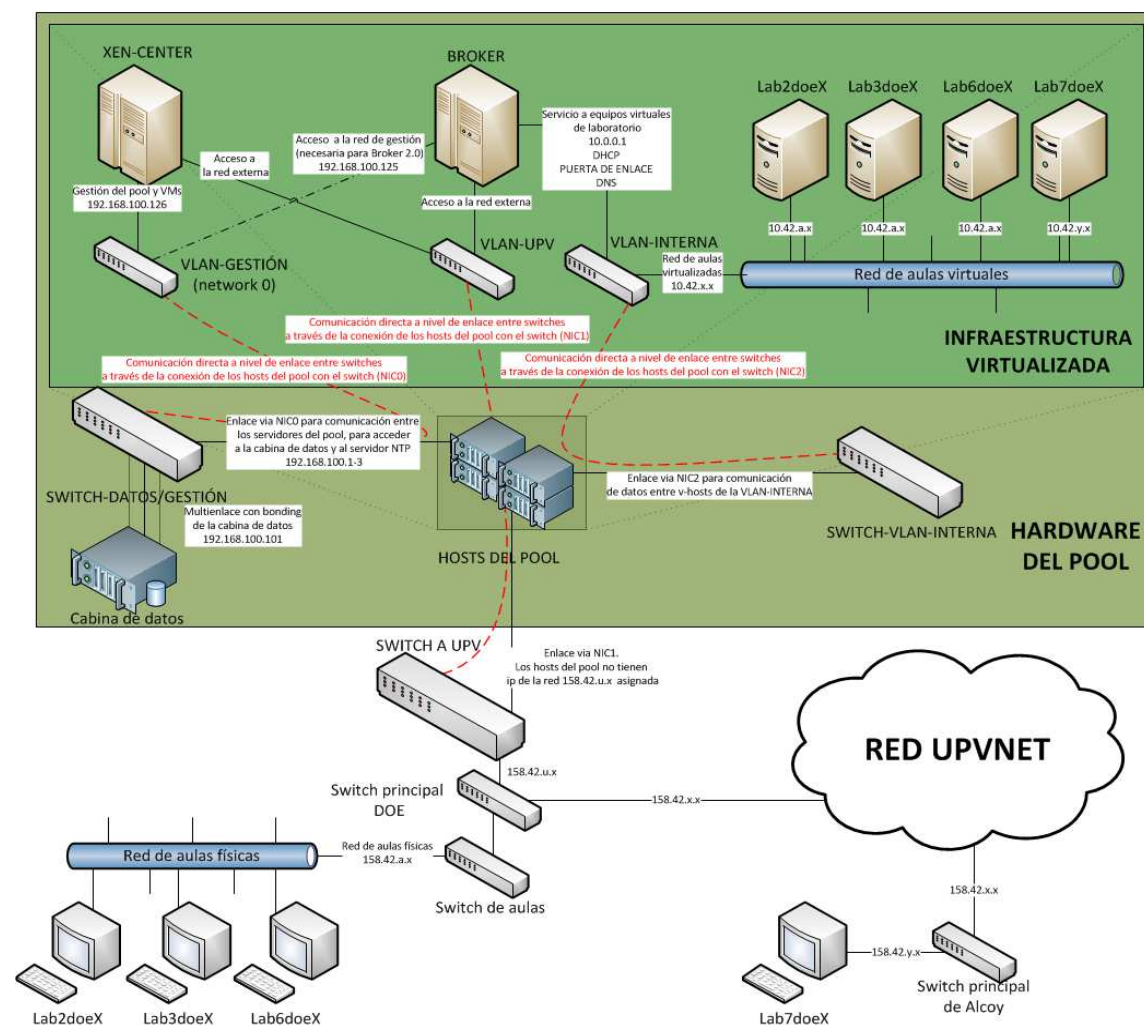 XEN-CENTER
BROKER
Lab2doeX
Lab3doeX
Lab6doeX
Lab7doeX
Acceso a
la red externa
Acceso a la red de gestión
(necesaria para Broker 2.0)
192.168.100.125
Servicio a equipos virtuales
de laboratorio
10.0.0.1
DHCP
PUERTA DE ENLACE
DNS
Gestión del pool y VMs
192.168.100.126
Acceso a la red externa
10.42.a.x
10.42.a.x
10.42.a.x
10.42.y.x
VLAN-GESTIÓN
(network 0)
VLAN-UPV
VLAN-INTERNA
Red de aulas
virtualizadas
10.42.x.x
Red de aulas virtuales
Comunicación directa a nivel de enlace entre switches
a través de la conexión de los hosts del pool con el switch (NIC1)
INFRAESTRUCTURA
VIRTUALIZADA
Comunicación directa a nivel de enlace entre switches
a través de la conexión de los hosts del pool con el switch (NIC0)
Comunicación directa a nivel de enlace entre switches
a través de la conexión de los hosts del pool con el switch (NIC2)
Enlace via NIC0 para comunicación entre
los servidores del pool, para acceder
a la cabina de datos y al servidor NTP
192.168.100.1-3
Enlace via NIC2 para comunicación
de datos entre v-hosts de la VLAN-INTERNA
SWITCH-DATOS/GESTIÓN
Multienlace con bonding
de la cabina de datos
192.168.100.101
SWITCH-VLAN-INTERNA
HARDWARE
DEL POOL
HOSTS DEL POOL
Cabina de datos
SWITCH A UPV
Enlace via NIC1.
Los hosts del pool no tienen
ip de la red 158.42.u.x asignada
RED UPVNET
158.42.u.x
Switch principal
DOE
158.42.x.x
Red de aulas físicas
Red de aulas físicas
158.42.a.x
Switch de aulas
158.42.x.x
158.42.y.x
Switch principal
de Alcoy
Lab2doeX
Lab3doeX
Lab6doeX
Lab7doeX